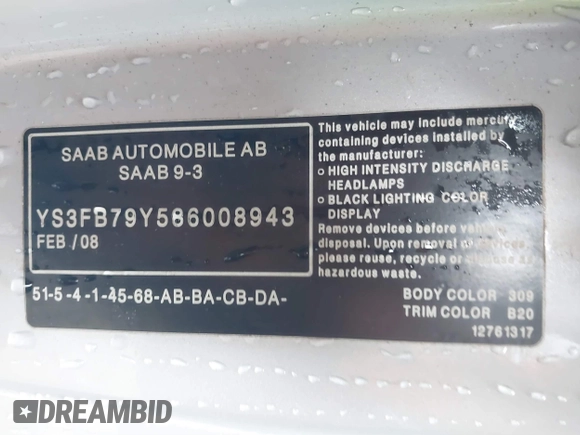 SAAB AUTOMOBILE AB
SAAB 9-3
YS3FB79Y586008943
FEB /08
51-5-4-1-45-68-AB-BA-CB-DA-
This vehicle may include mercury
containing devices installed by
the manufacturer:
○ HIGH INTENSITY DISCHARGE
HEADLAMPS
○ BLACK LIGHTING COLOR
DISPLAY
Remove devices before vehicle
disposal. Upon removal of devices
please reuse, recycle or dispose as
hazardous waste.
BODY COLOR 309
TRIM COLOR B20
12761317
DREAMBID